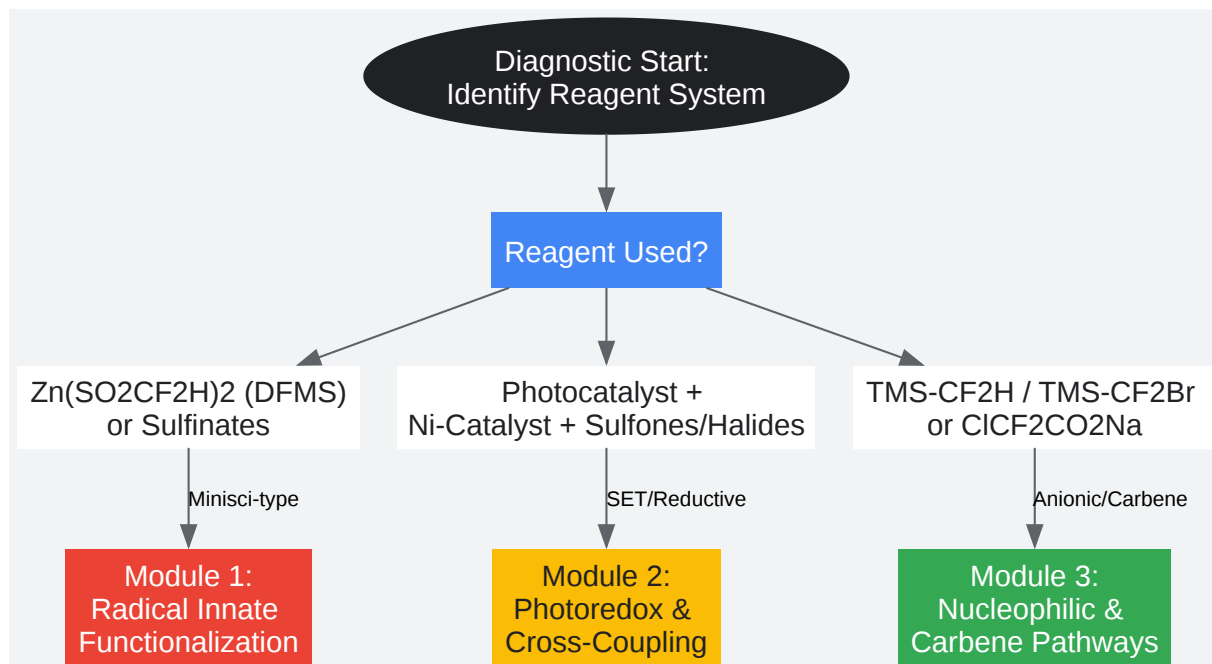 Diagnostic Start:
Identify Reagent System
Reagent Used?
Zn(SO2CF2H)2 (DFMS)
or Sulfinates
Photocatalyst +
Ni-Catalyst + Sulfones/Halides
TMS-CF2H / TMS-CF2Br
or ClCF2CO2Na
Minisci-type
SET/Reductive
Anionic/Carbene
Module 1:
Radical Innate
Functionalization
Module 2:
Photoredox &
Cross-Coupling
Module 3:
Nucleophilic &
Carbene Pathways